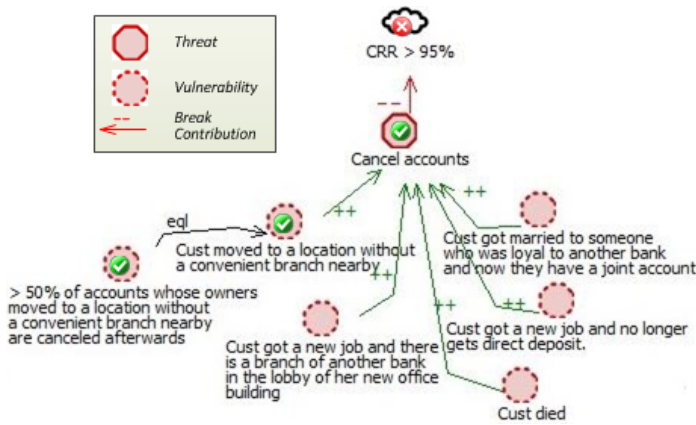 Threat
Vulnerability
--
Break
Contribution
CRR > 95%
--
Cancel accounts
++
eql
Cust moved to a location without
a convenient branch nearby
> 50% of accounts whose owners
moved to a location without
a convenient branch nearby
are canceled afterwards
++
Cust got married to someone
who was loyal to another bank
and now they have a joint account
++
++
++
Cust got a new job and no longer
gets direct deposit.
Cust got a new job and there
is a branch of another bank
in the lobby of her new office
building
Cust died